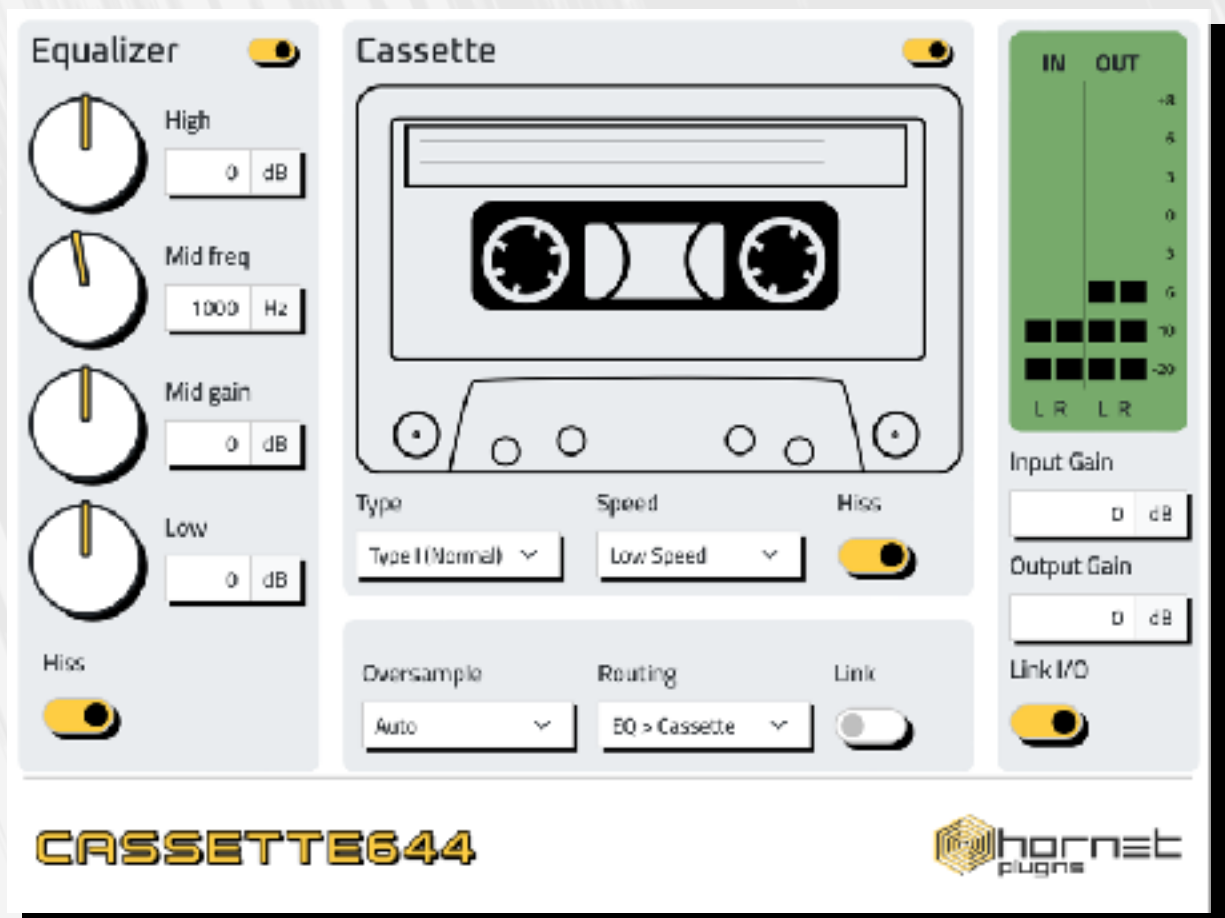 Equalizer
High
0 dB
Mid freq
1000 Hz
Mid gain
0 dB
Low
0 dB
Hiss
Cassette
Type
Type I (Normal)
Speed
Low Speed
Hiss
Oversample
Auto
Routing
EQ > Cassette
Link
IN OUT
+8
6
3
0
3
6
10
-20
L R L R
Input Gain
0 dB
Output Gain
0 dB
Link I/O
CASSETTE644
hornet
plugins